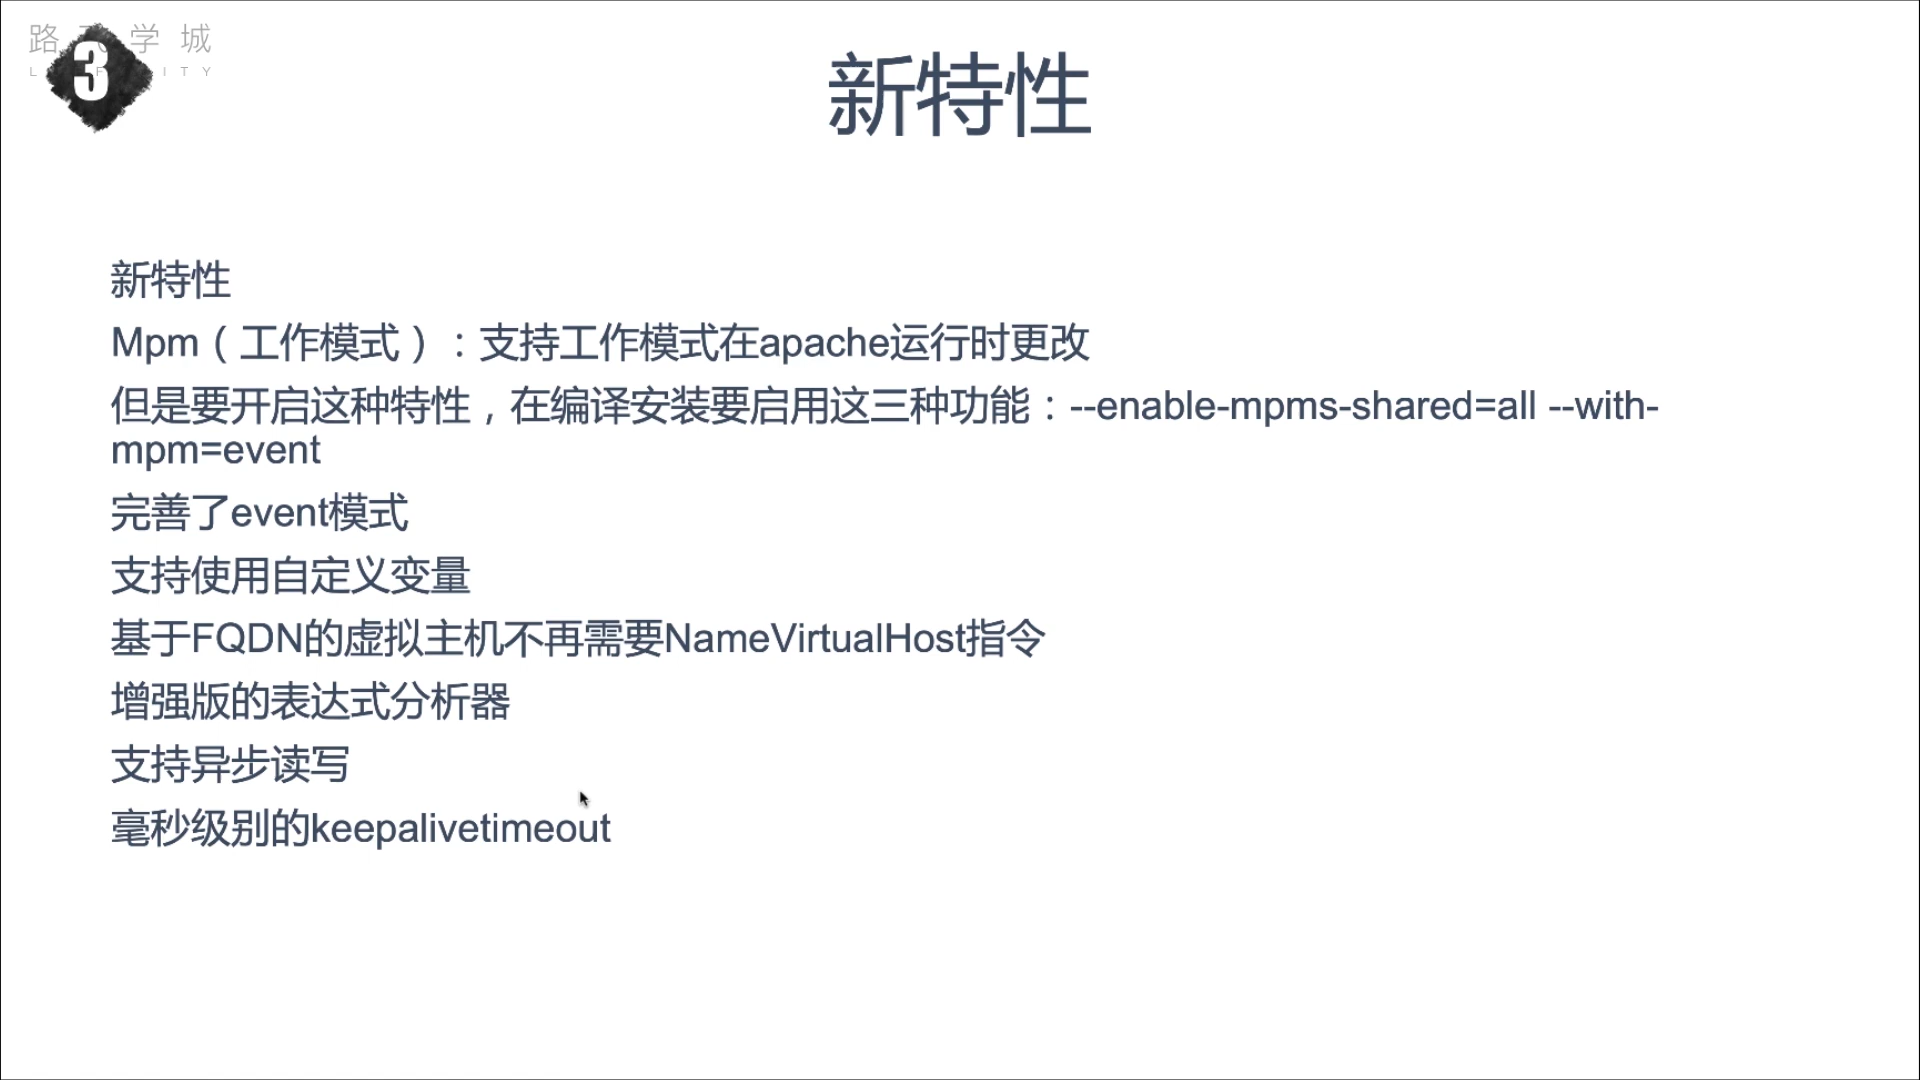 路 学 城
3
L F I T Y
新特性
新特性
Mpm（工作模式）：支持工作模式在apache运行时更改
但是要开启这种特性，在编译安装要启用这三种功能：--enable-mpms-shared=all --with-
mpm=event
完善了event模式
支持使用自定义变量
基于FQDN的虚拟主机不再需要NameVirtualHost指令
增强版的表达式分析器
支持异步读写
毫秒级别的keepalivetimeout